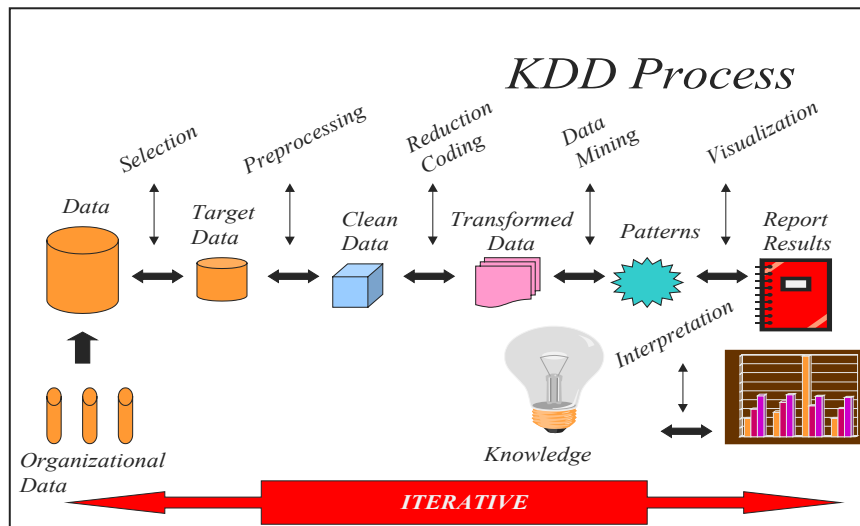 KDD Process
Selection
Preprocessing
Reduction
Coding
Data
Mining
Visualization
Data
Target
Data
Clean
Data
Transformed
Data
Patterns
Report
Results
Interpretation
Organizational
Data
Knowledge
ITERATIVE